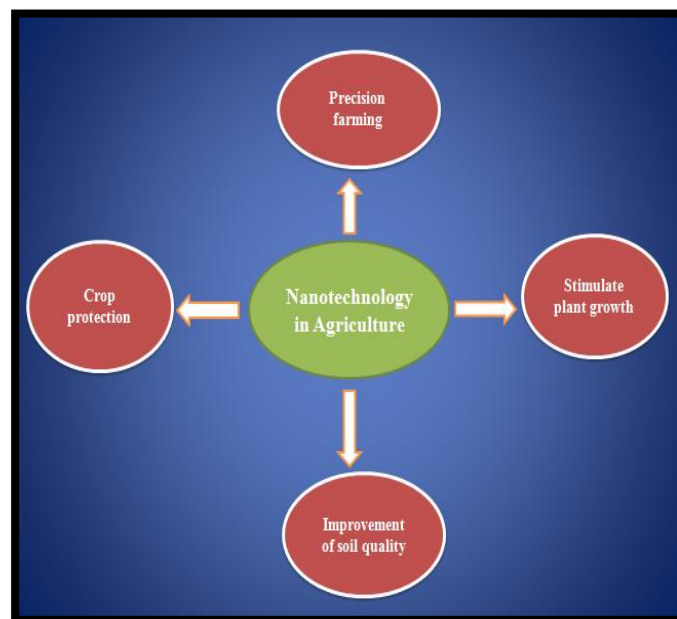 Precision
farming
Crop
protection
Nanotechnology
in Agriculture
Stimulate
plant growth
Improvement
of soil quality